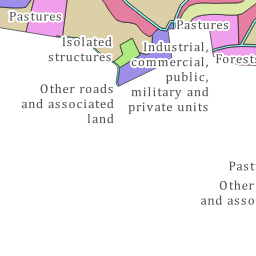 Pastures
Isolated
structures
Pastures
Industrial,
commercial,
public,
military and
private units
Forests
Other roads
and associated
land
Past
Other
and asso